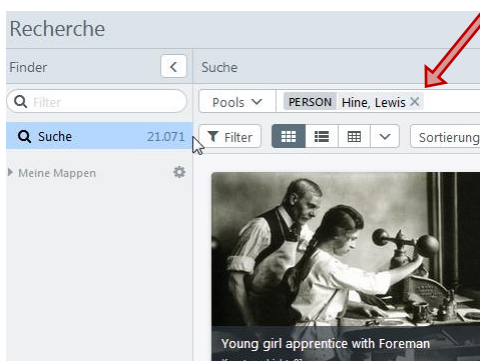 Recherche
Finder
Suche
Filter
Pools PERSON Hine, Lewis ×
Suche 21.071
Filter Sortierung
Meine Mappen
Young girl apprentice with Foreman